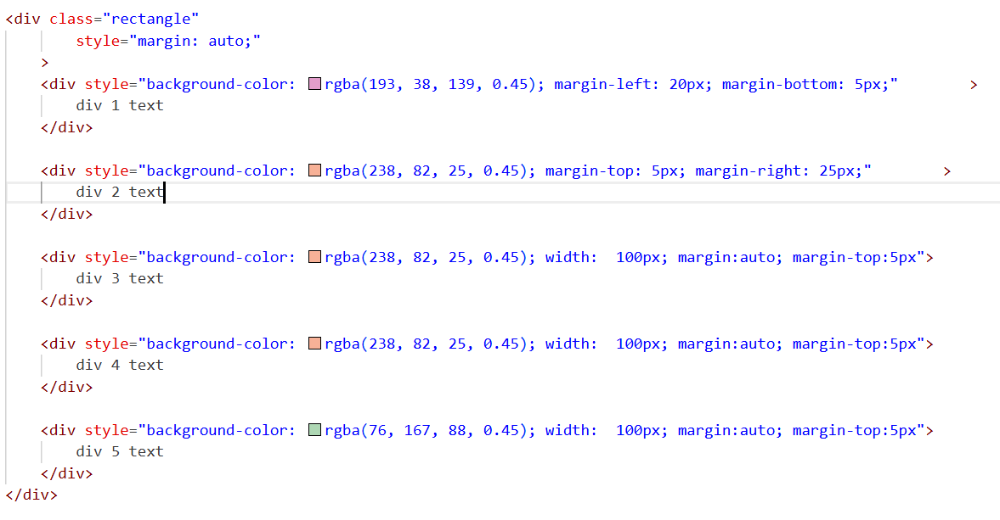 <div class="rectangle"
        style="margin: auto;"
    >
    <div style="background-color: rgba(193, 38, 139, 0.45); margin-left: 20px; margin-bottom: 5px;"        >
        div 1 text
    </div>

    <div style="background-color: rgba(238, 82, 25, 0.45); margin-top: 5px; margin-right: 25px;"        >
        div 2 text
    </div>

    <div style="background-color: rgba(238, 82, 25, 0.45); width:  100px; margin:auto; margin-top:5px">
        div 3 text
    </div>

    <div style="background-color: rgba(238, 82, 25, 0.45); width:  100px; margin:auto; margin-top:5px">
        div 4 text
    </div>

    <div style="background-color: rgba(76, 167, 88, 0.45); width:  100px; margin:auto; margin-top:5px">
        div 5 text
    </div>
</div>